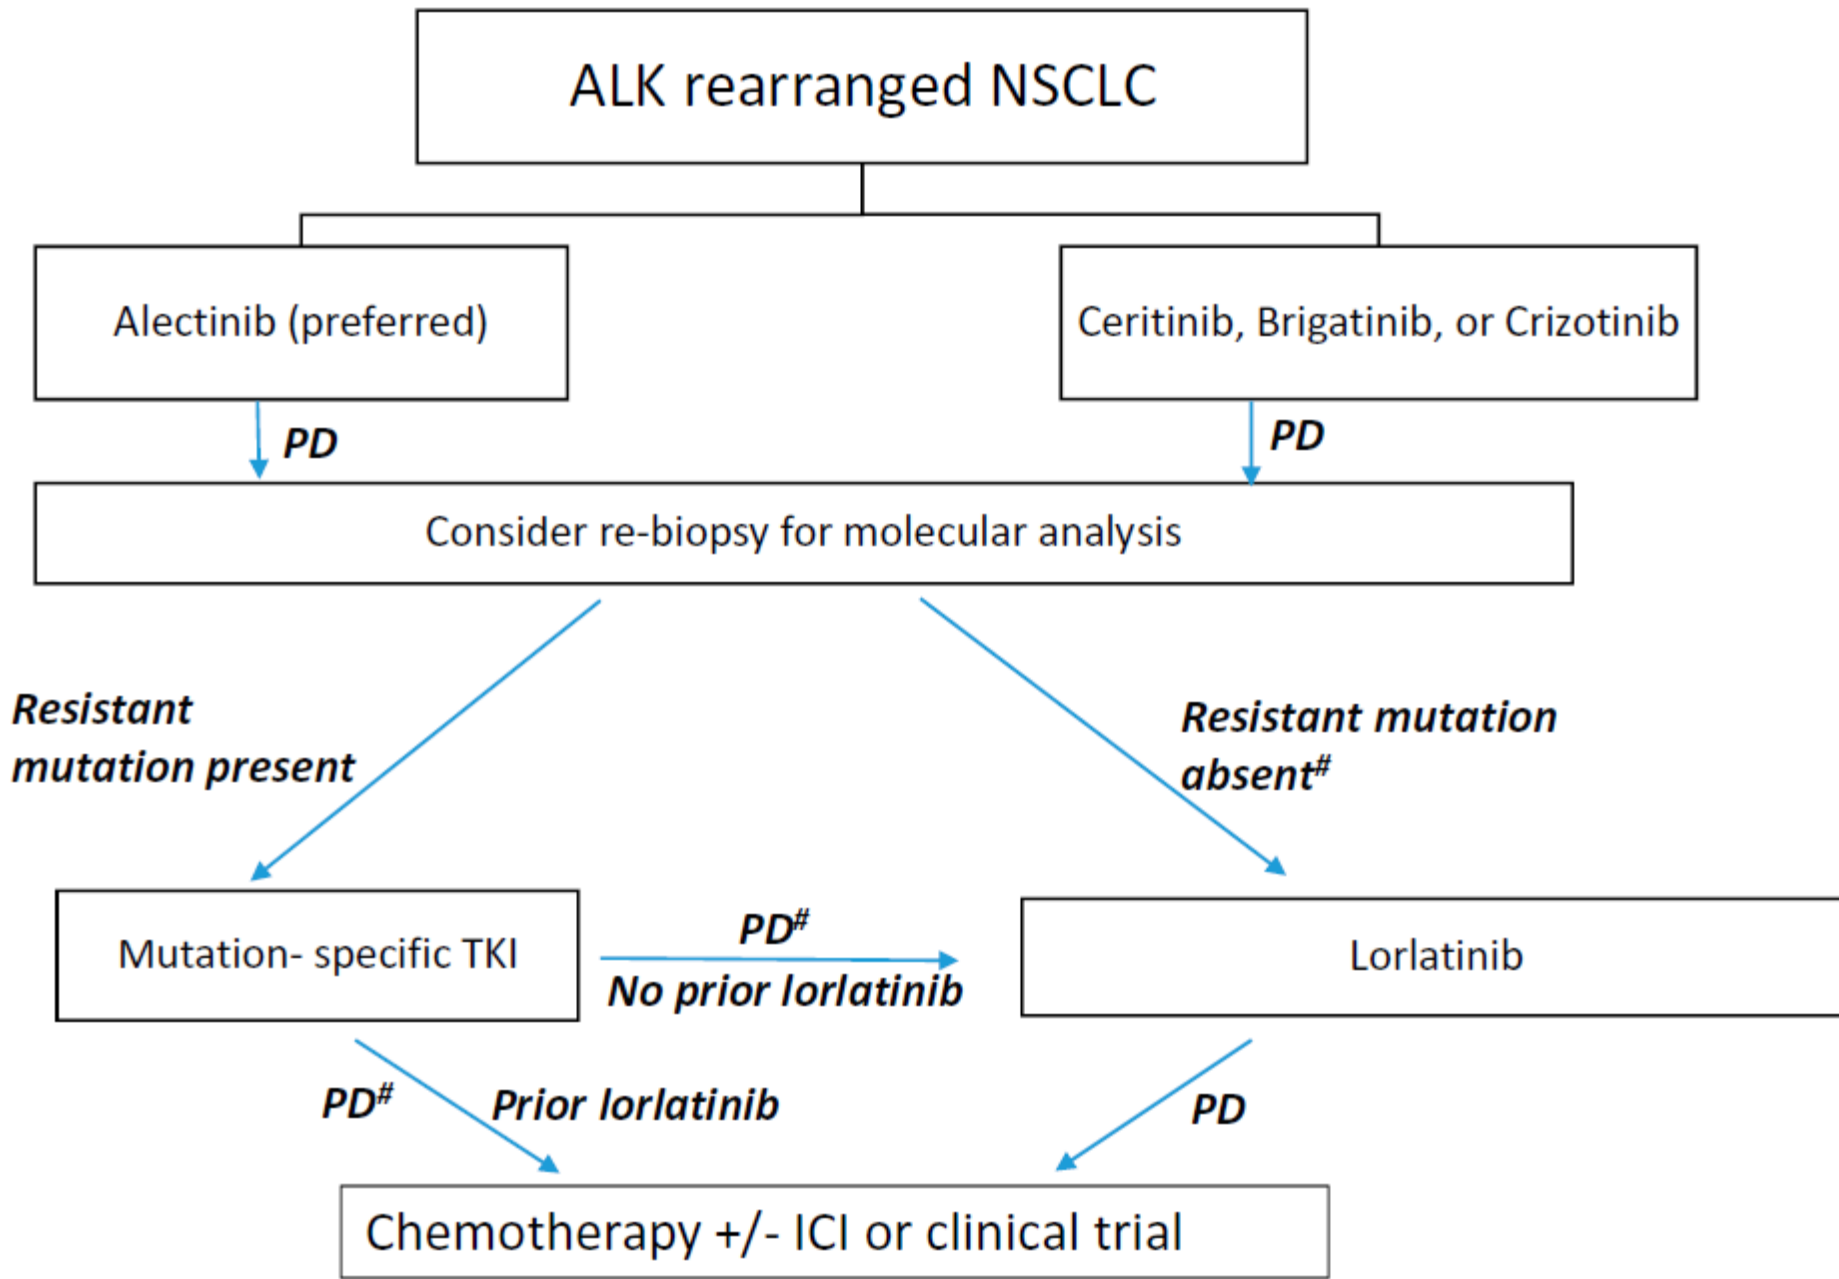 ALK rearranged NSCLC
Alectinib (preferred)
Ceritinib, Brigatinib, or Crizotinib
PD
PD
Consider re-biopsy for molecular analysis
Resistant
mutation present
Resistant mutation
absent#
Mutation- specific TKI
PD#
No prior lorlatinib
Lorlatinib
PD#
Prior lorlatinib
PD
Chemotherapy +/- ICI or clinical trial